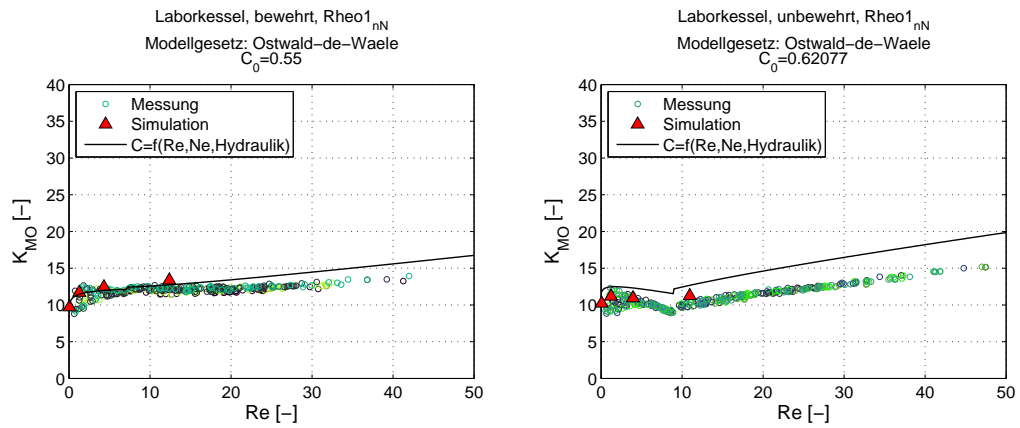 Laborkessel, bewehrt, Rheo1nN
Modellgesetz: Ostwald−de−Waele
C0=0.55
40
35
30
25
20
15
10
5
0
KMO [−]
Messung
Simulation
C=f(Re,Ne,Hydraulik)
0 10 20 30 40 50
Re [−]
Laborkessel, unbewehrt, Rheo1nN
Modellgesetz: Ostwald−de−Waele
C0=0.62077
40
35
30
25
20
15
10
5
0
KMO [−]
Messung
Simulation
C=f(Re,Ne,Hydraulik)
0 10 20 30 40 50
Re [−]